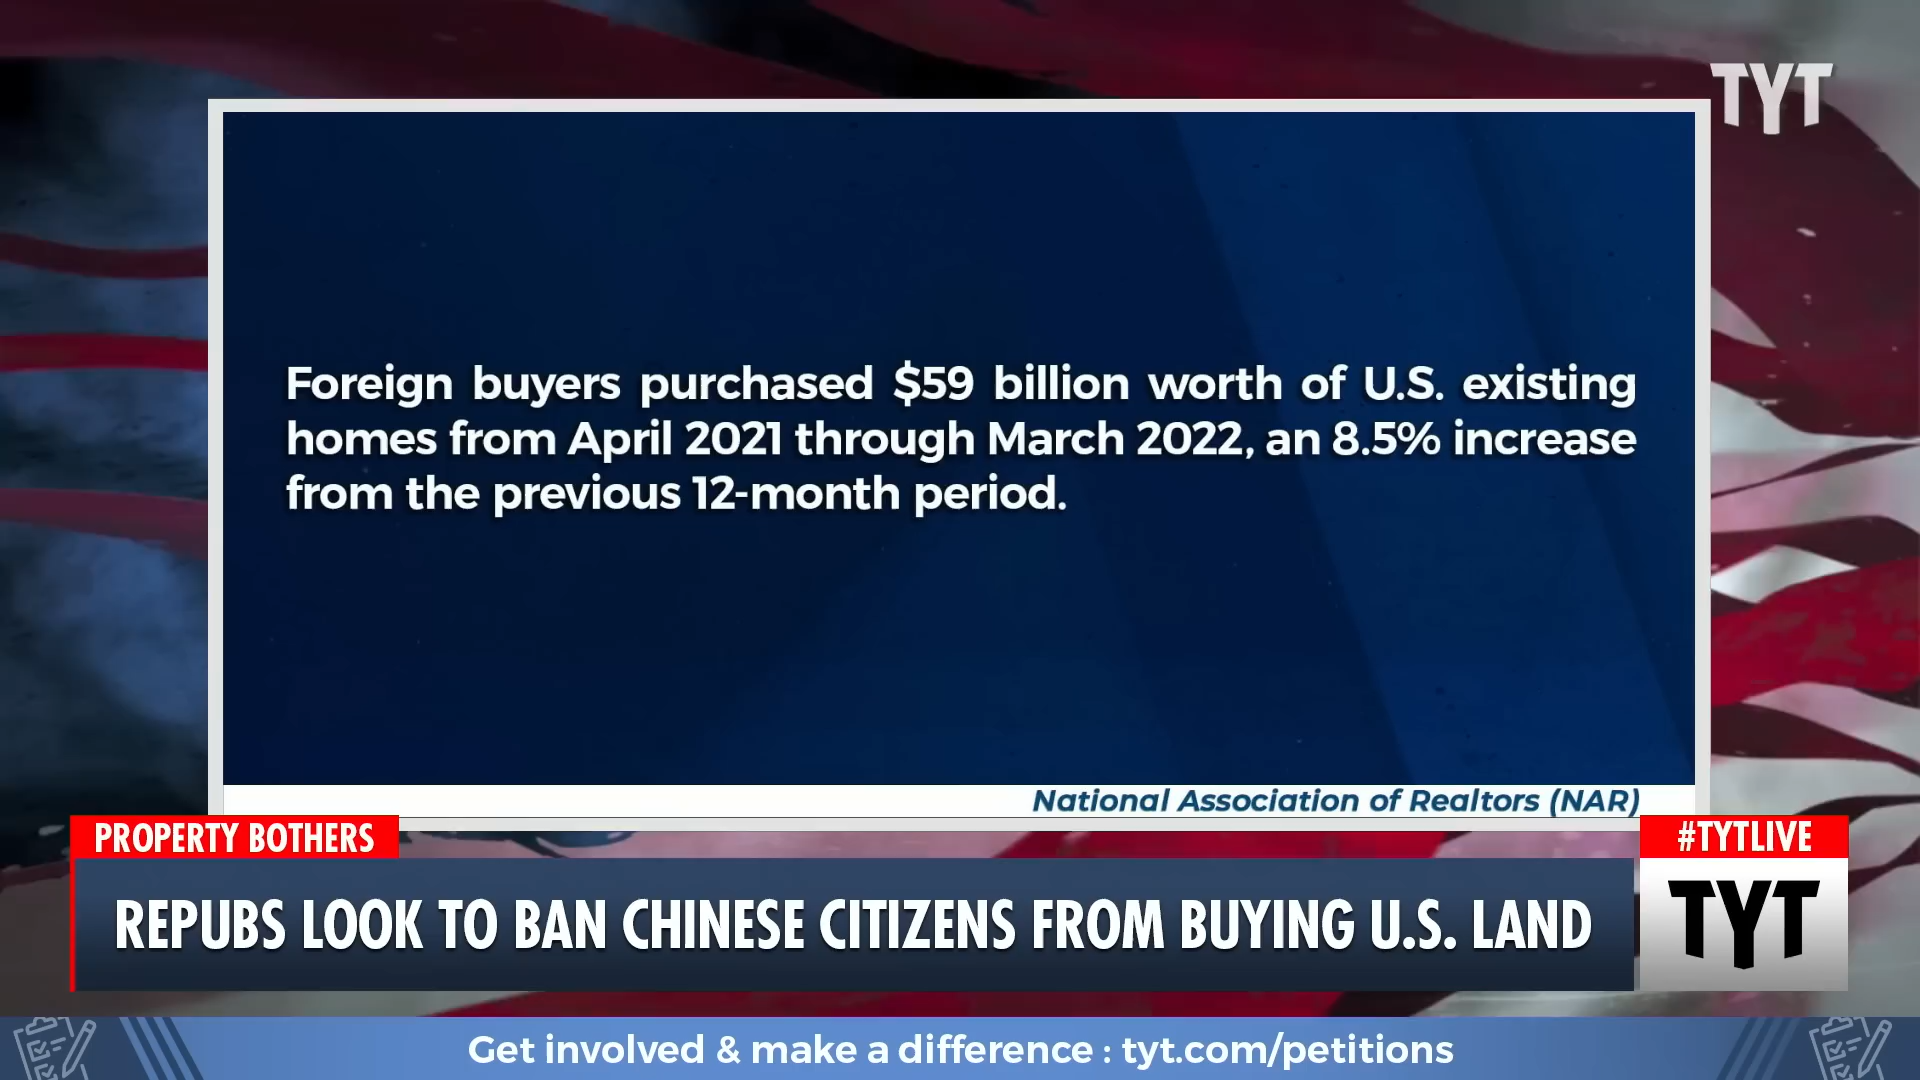 TYT
Foreign buyers purchased $59 billion worth of U.S. existing
homes from April 2021 through March 2022, an 8.5% increase
from the previous 12-month period.
National Association of Realtors (NAR)
PROPERTY BOTHERS
#TYTLIVE
REPUBS LOOK TO BAN CHINESE CITIZENS FROM BUYING U.S. LAND
TYT
Get involved & make a difference : tyt.com/petitions